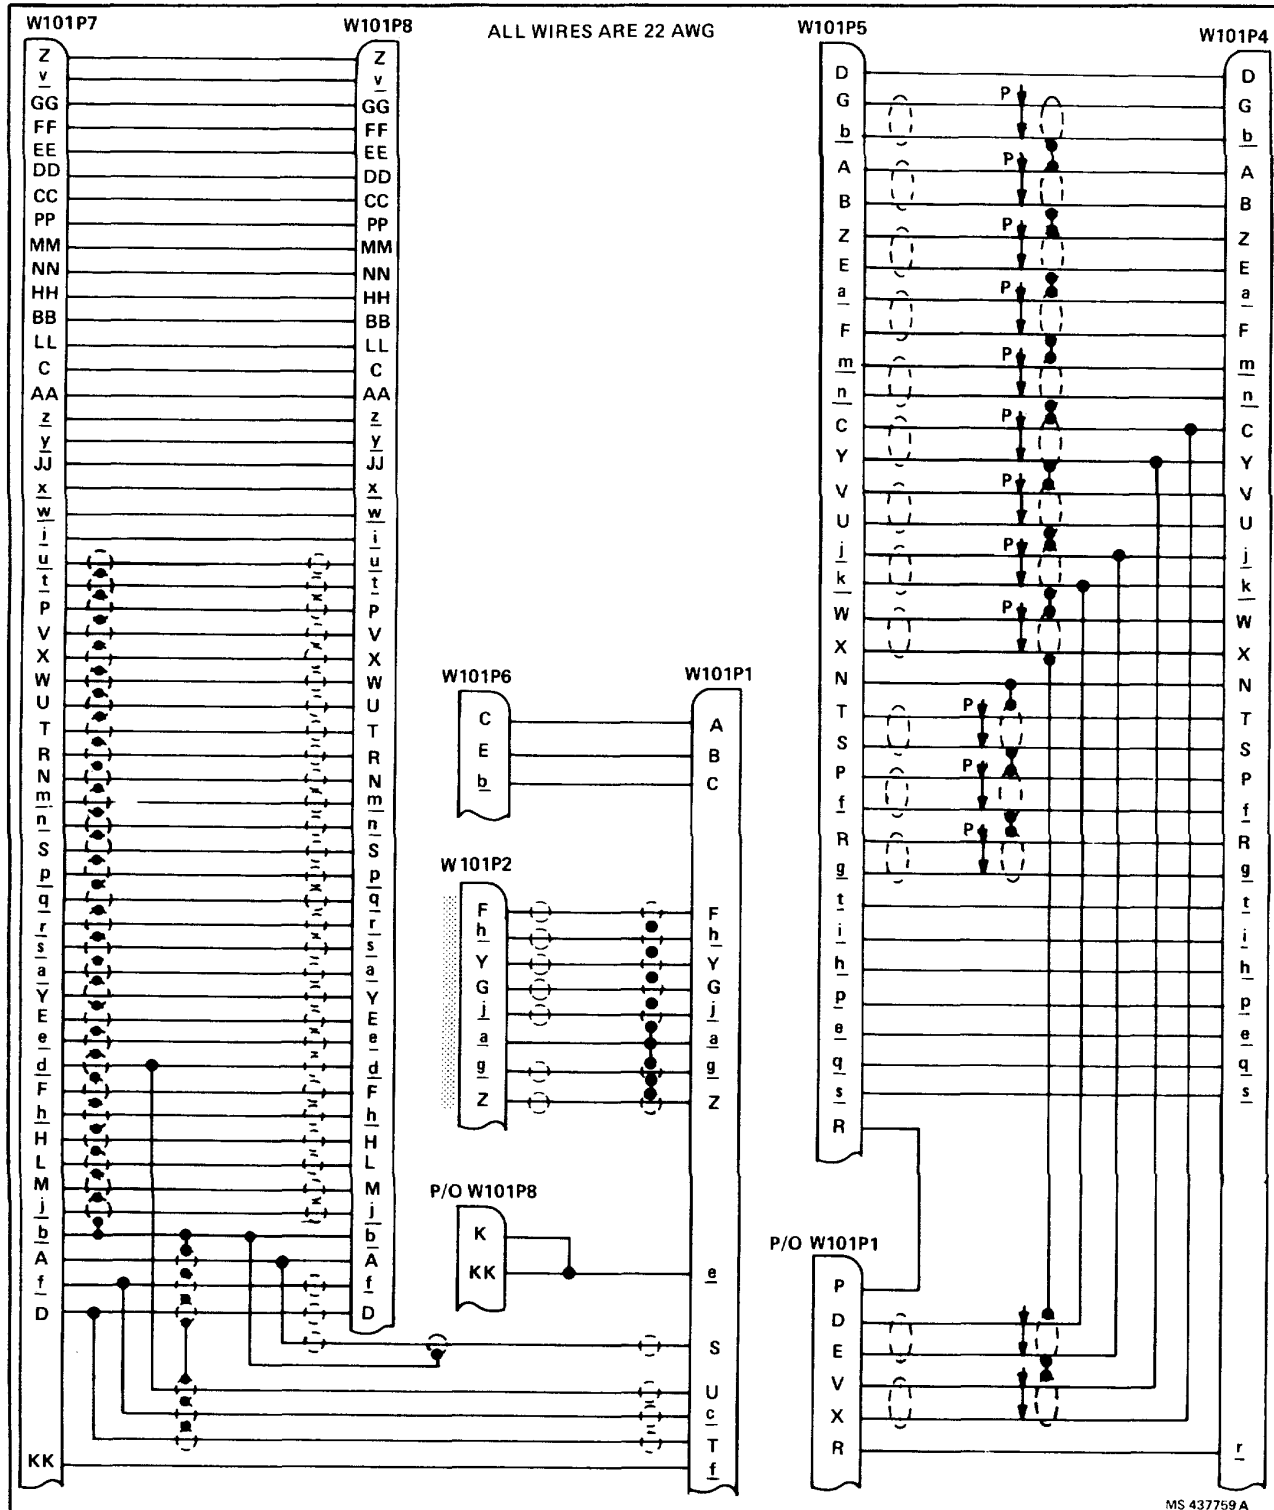 W101P7
W101P8
ALL WIRES ARE 22 AWG
W101P5
W101P4
Z Z
v v
GG GG
FF FF
EE EE
DD DD
CC CC
PP PP
MM MM
NN NN
HH HH
BB BB
LL LL
C C
AA AA
z z
y y
JJ JJ
x x
w w
i i
u u
t t
P P
V V
X X
W W
U U
T T
R R
N N
m m
n n
S S
p p
q q
r r
s s
a a
Y Y
E E
e e
d d
F F
h h
H H
L L
M M
j j
b b
A A
f f
D D
KK
W101P6
W101P1
C A
E B
b C
W101P2
F F
h h
Y Y
G G
j j
a a
g g
Z Z
P/O W101P8
K
KK e
S
U
c
T
f
D D
G P G
b b
A P A
B B
Z P Z
E E
a P a
F F
m P m
n n
C P C
Y Y
V P V
U U
j P j
k k
W P W
X X
N N
T P T
S S
P P P
f f
R P R
g g
t t
i i
h h
p p
e e
q q
s s
R
P/O W101P1
P
D
E
V
X
R r
MS 437759A